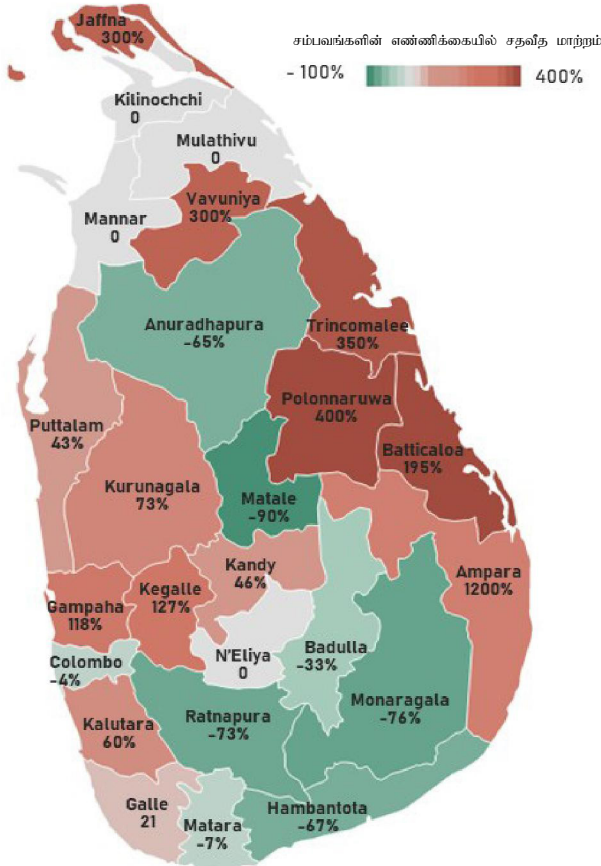 Jaffna
300%
சம்பவங்களின் எண்ணிக்கையில் சதவீத மாற்றம்
- 100%
400%
Kilinochchi
0
Mulathivu
0
Vavuniya
300%
Mannar
0
Anuradhapura
-65%
Trincomalee
350%
Polonnaruwa
400%
Puttalam
43%
Batticaloa
195%
Kurunagala
73%
Matale
-90%
Kandy
46%
Ampara
1200%
Kegalle
127%
Gampaha
118%
Badulla
-33%
N'Eliya
0
Colombo
-4%
Monaragala
-76%
Ratnapura
-73%
Kalutara
60%
Galle
21
Hambantota
-67%
Matara
-7%